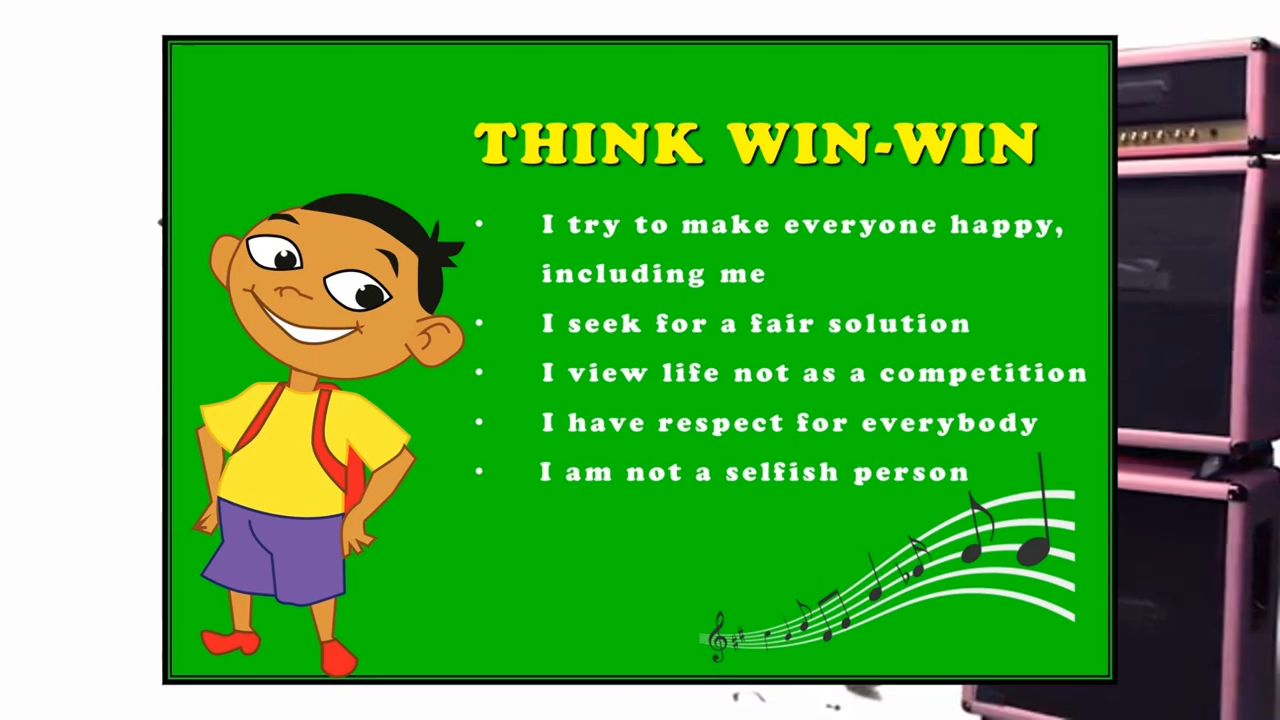 THINK WIN-WIN
• I try to make everyone happy,
including me
• I seek for a fair solution
• I view life not as a competition
• I have respect for everybody
• I am not a selfish person